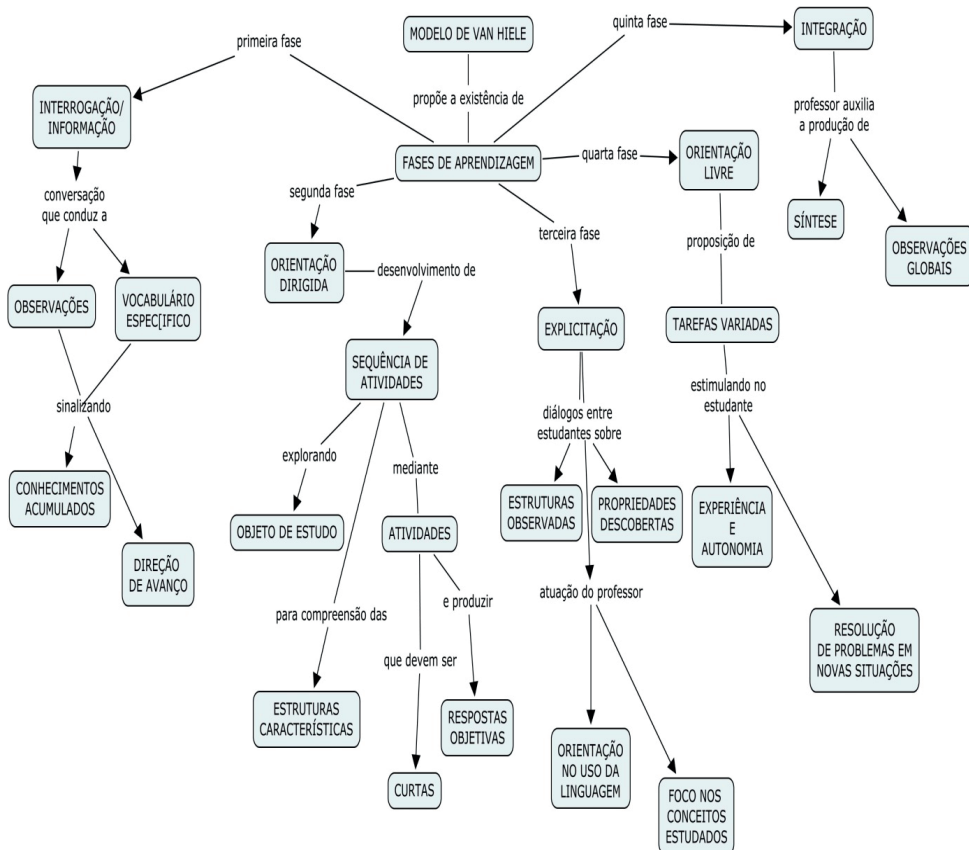 MODELO DE VAN HIELE
propõe a existência de
FASES DE APRENDIZAGEM
primeira fase
INTERROGAÇÃO/
INFORMAÇÃO
conversação
que conduz a
OBSERVAÇÕES
VOCABULÁRIO
ESPEC[IFICO
sinalizando
CONHECIMENTOS
ACUMULADOS
DIREÇÃO
DE AVANÇO
segunda fase
ORIENTAÇÃO
DIRIGIDA
desenvolvimento de
SEQUÊNCIA DE
ATIVIDADES
explorando
OBJETO DE ESTUDO
para compreensão das
ESTRUTURAS
CARACTERÍSTICAS
mediante
ATIVIDADES
que devem ser
CURTAS
e produzir
RESPOSTAS
OBJETIVAS
terceira fase
EXPLICITAÇÃO
diálogos entre
estudantes sobre
ESTRUTURAS
OBSERVADAS
PROPRIEDADES
DESCOBERTAS
atuação do professor
ORIENTAÇÃO
NO USO DA
LINGUAGEM
FOCO NOS
CONCEITOS
ESTUDADOS
quarta fase
ORIENTAÇÃO
LIVRE
proposição de
TAREFAS VARIADAS
estimulando no
estudante
EXPERIÊNCIA
E
AUTONOMIA
RESOLUÇÃO
DE PROBLEMAS EM
NOVAS SITUAÇÕES
quinta fase
INTEGRAÇÃO
professor auxilia
a produção de
SÍNTESE
OBSERVAÇÕES
GLOBAIS